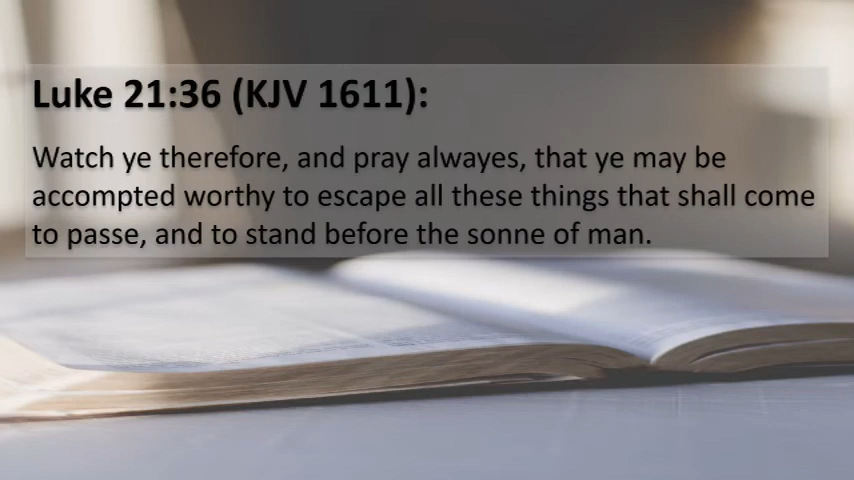 Luke 21:36 (KJV 1611):
Watch ye therefore, and pray alwayes, that ye may be
accompted worthy to escape all these things that shall come
to passe, and to stand before the sonne of man.